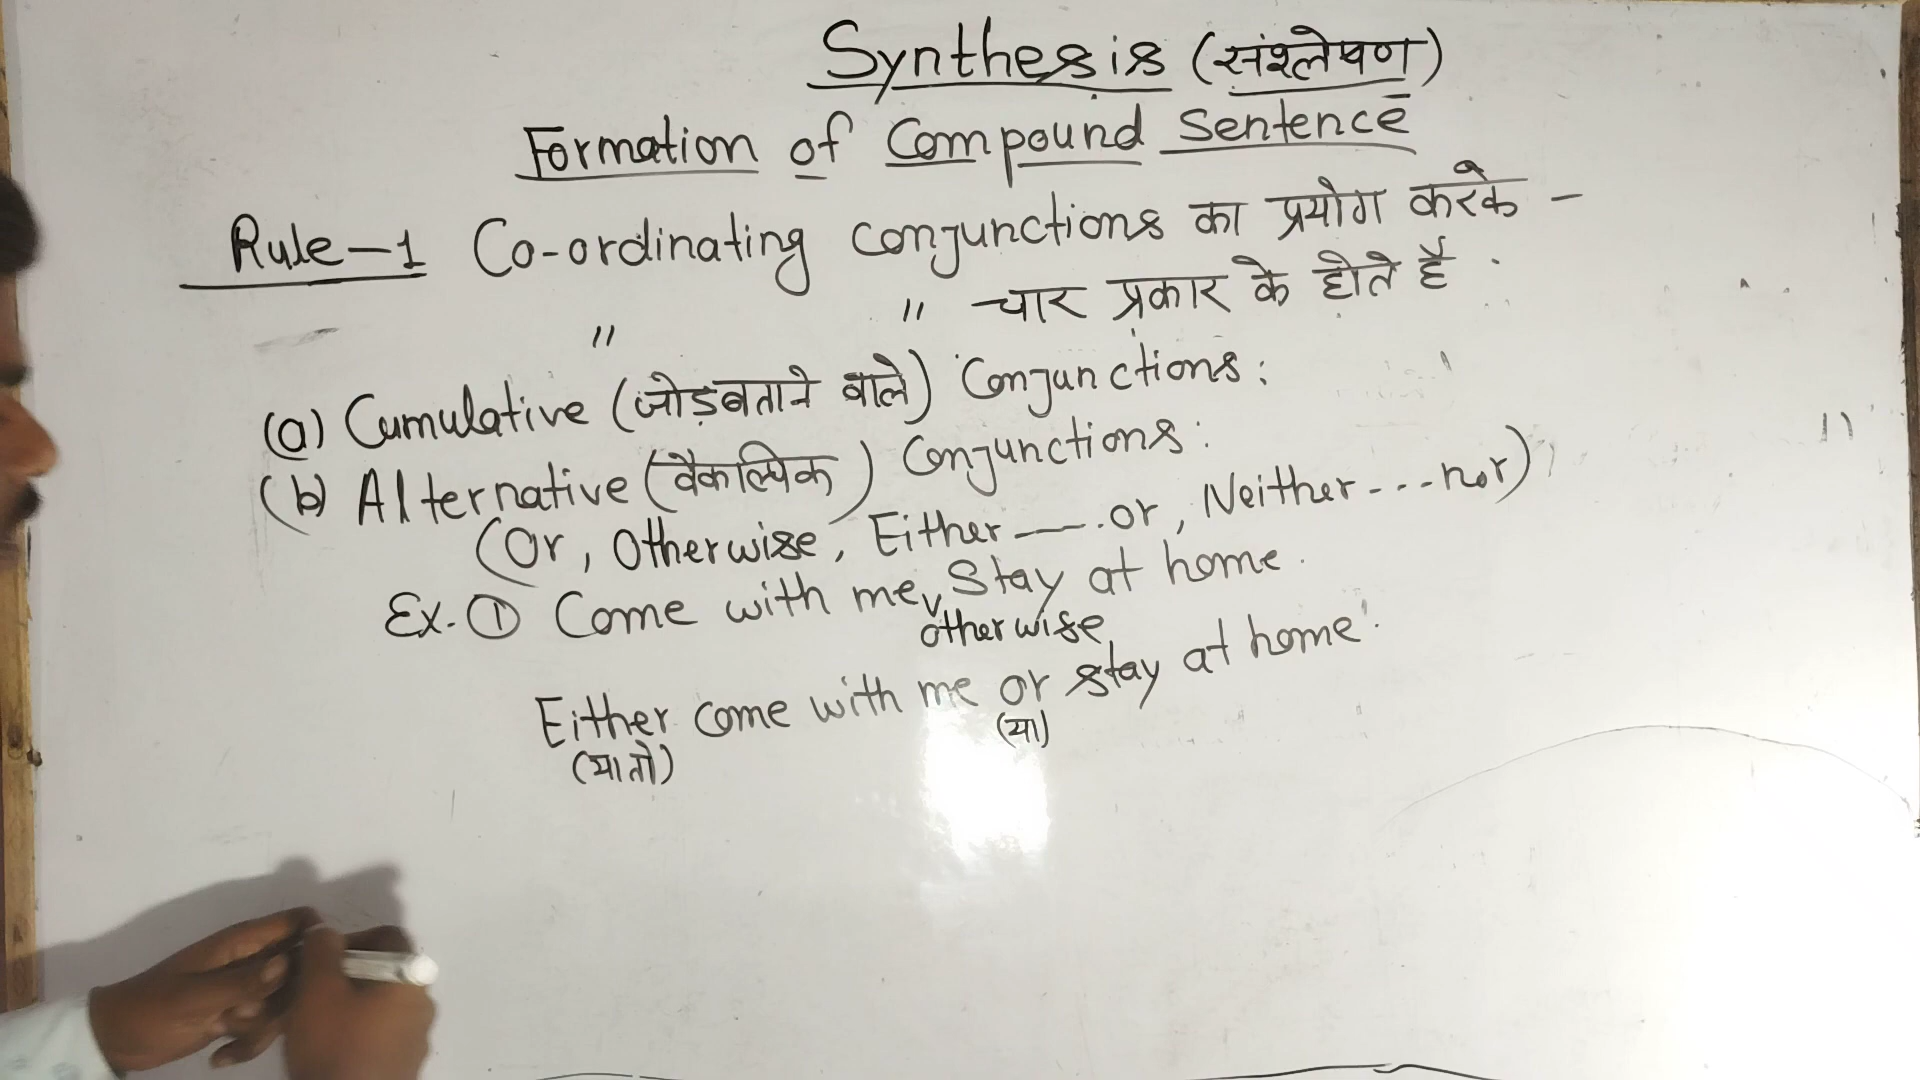 Synthesis (संश्लेषण)
Formation of Compound Sentence
Rule-1 Co-ordinating conjunctions का प्रयोग करके -
" " चार प्रकार के होते हैं .
(a) Cumulative (जोड़ बताने वाले) Conjunctions :
(b) Alternative (वैकल्पिक) Conjunctions :
(Or, Otherwise, Either —. or, Neither - - - nor)
Ex. ① Come with me, Stay at home .
otherwise
Either come with me or stay at home .
(या तो) (या)